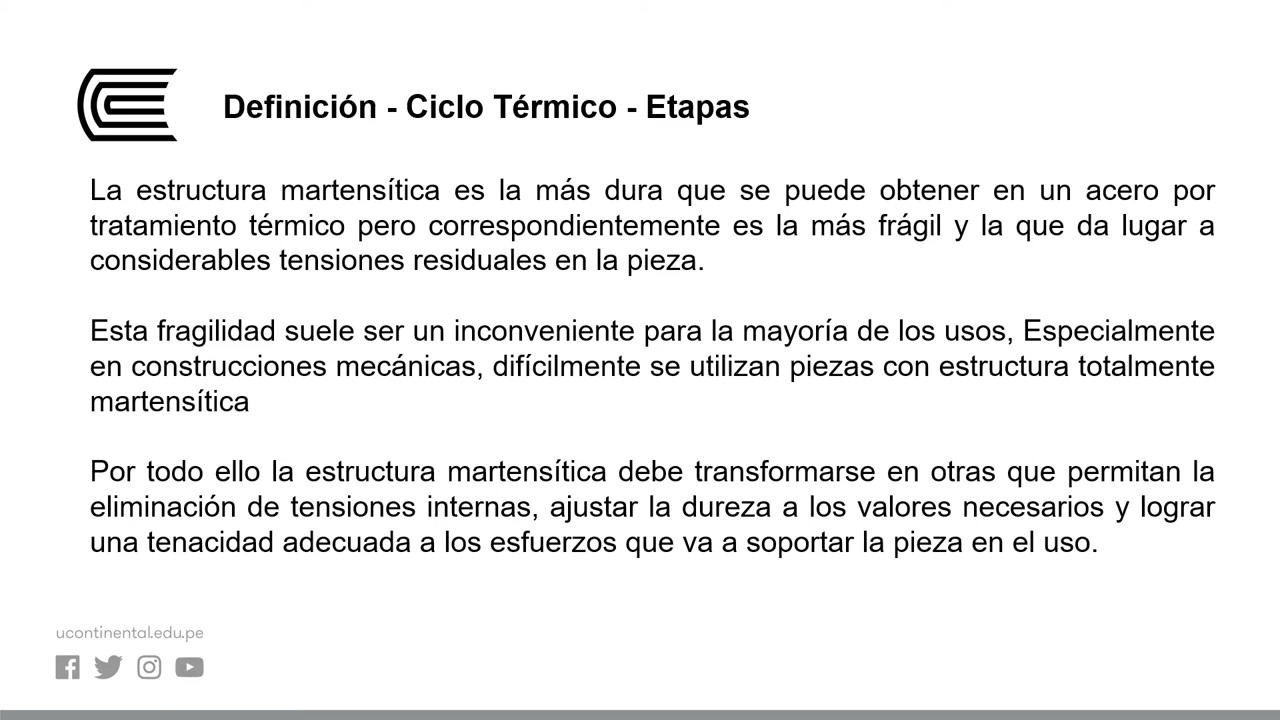 Definición - Ciclo Térmico - Etapas
La estructura martensítica es la más dura que se puede obtener en un acero por
tratamiento térmico pero correspondientemente es la más frágil y la que da lugar a
considerables tensiones residuales en la pieza.
Esta fragilidad suele ser un inconveniente para la mayoría de los usos, Especialmente
en construcciones mecánicas, difícilmente se utilizan piezas con estructura totalmente
martensítica
Por todo ello la estructura martensítica debe transformarse en otras que permitan la
eliminación de tensiones internas, ajustar la dureza a los valores necesarios y lograr
una tenacidad adecuada a los esfuerzos que va a soportar la pieza en el uso.
ucontinental.edu.pe